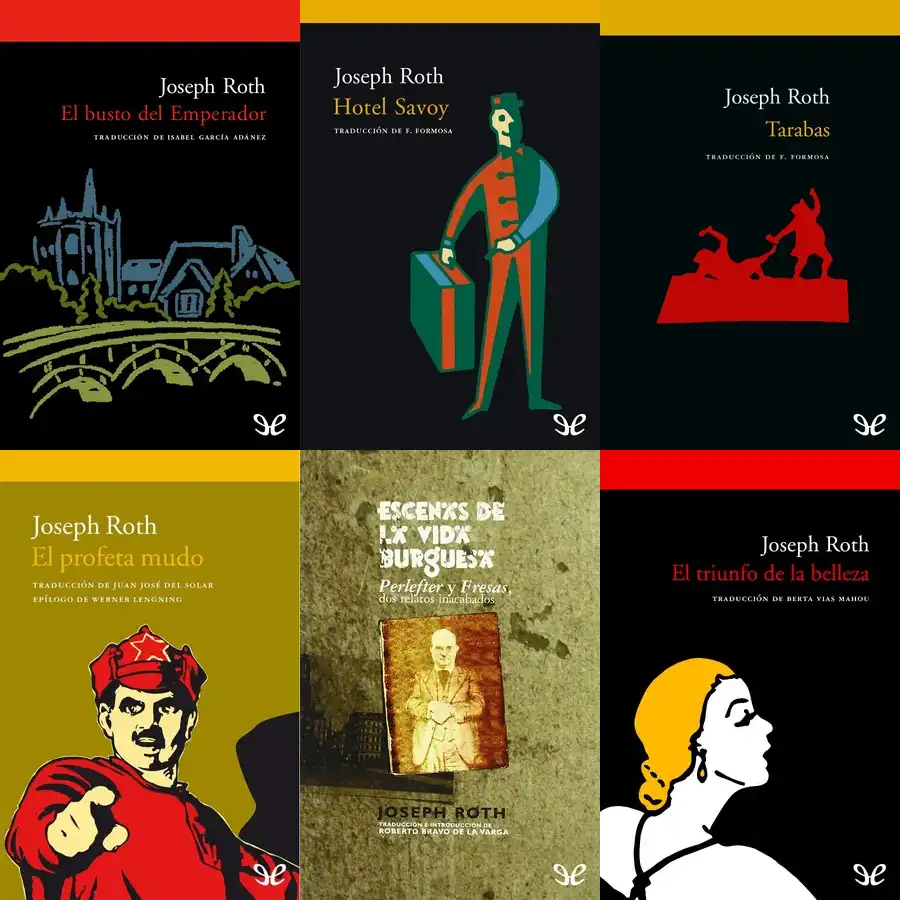 Joseph Roth
El busto del Emperador
TRADUCCIÓN DE ISABEL GARCÍA ADÁNEZ
Joseph Roth
Hotel Savoy
TRADUCCIÓN DE F. FORMOSA
Joseph Roth
Tarabas
TRADUCCIÓN DE F. FORMOSA
Joseph Roth
El profeta mudo
TRADUCCIÓN DE JUAN JOSÉ DEL SOLAR
EPÍLOGO DE WERNER LENGNING
ESCENAS DE
LA VIDA
BURGUESA
Perlefter y Fresas,
dos relatos inacabados
JOSEPH ROTH
TRADUCCIÓN E INTRODUCCIÓN DE
ROBERTO BRAVO DE LA VARGA
Joseph Roth
El triunfo de la belleza
TRADUCCIÓN DE BERTA VIAS MAHOU